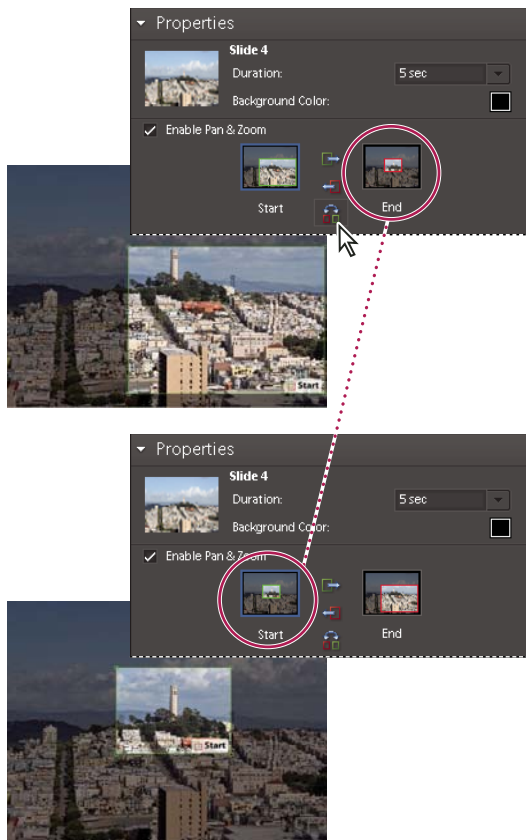 Properties
Slide 4
Duration: 5 sec
Background Color:
Enable Pan & Zoom
Start End
Start
Properties
Slide 4
Duration: 5 sec
Background Color:
Enable Pan & Zoom
Start End
Start